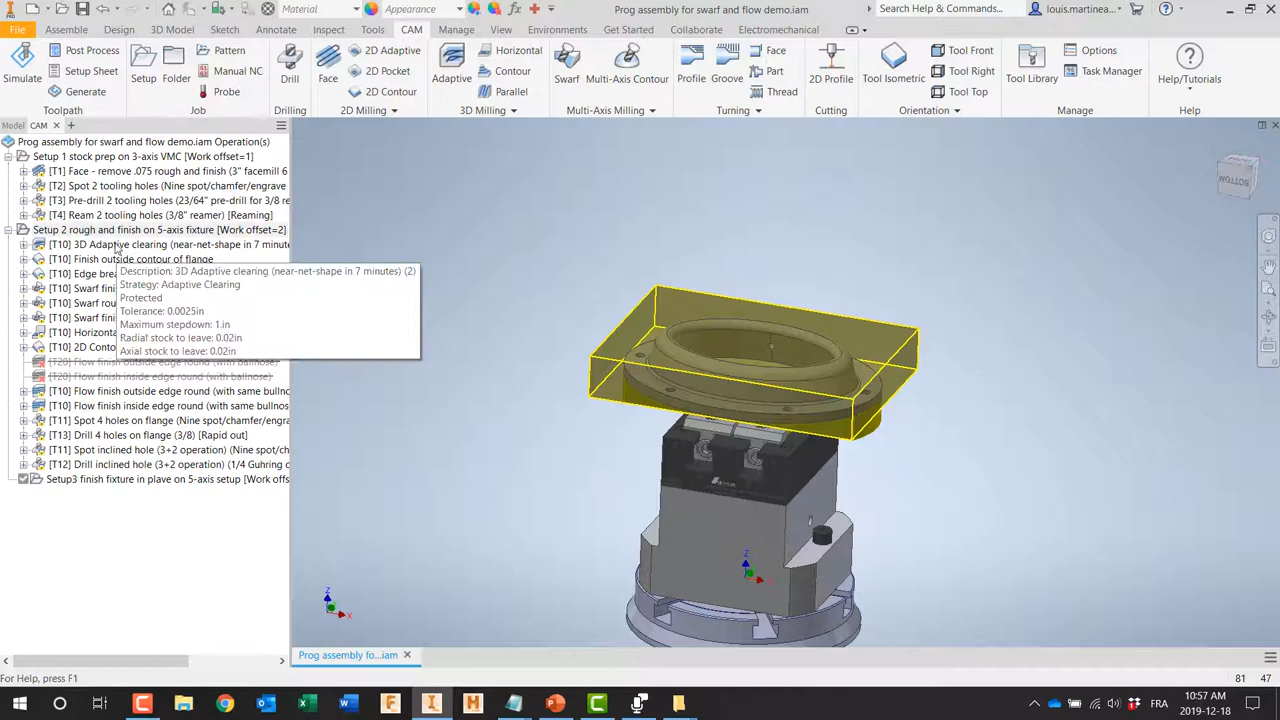 PRO
Material
Appearance
Prog assembly for swarf and flow demo.iam
Search Help & Commands...
louis.martinea...
File
Assemble
Design
3D Model
Sketch
Annotate
Inspect
Tools
CAM
Manage
View
Environments
Get Started
Collaborate
Electromechanical
Simulate
Post Process
Setup Sheet
Generate
Toolpath
Setup
Folder
Pattern
Manual NC
Probe
Job
Drill
Drilling
Face
2D Adaptive
2D Pocket
2D Contour
2D Milling
Adaptive
Horizontal
Contour
Parallel
3D Milling
Swarf
Multi-Axis Contour
Multi-Axis Milling
Profile
Groove
Face
Part
Thread
Turning
2D Profile
Cutting
Tool Isometric
Tool Front
Tool Right
Tool Top
Orientation
Tool Library
Options
Task Manager
Manage
Help/Tutorials
Help
Model
CAM
Prog assembly for swarf and flow demo.iam Operation(s)
Setup 1 stock prep on 3-axis VMC [Work offset=1]
[T1] Face - remove .075 rough and finish (3" facemill 6
[T2] Spot 2 tooling holes (Nine spot/chamfer/engrave
[T3] Pre-drill 2 tooling holes (23/64" pre-drill for 3/8 re
[T4] Ream 2 tooling holes (3/8" reamer) [Reaming]
Setup 2 rough and finish on 5-axis fixture [Work offset=2]
[T10] 3D Adaptive clearing (near-net-shape in 7 minute
[T10] Finish outside contour of flange
[T10] Edge brea
[T10] Swarf fini
[T10] Swarf rou
[T10] Swarf fini
[T10] Horizonta
[T10] 2D Conto
[T20] Flow finish outside edge round (with ballnose)
[T20] Flow finish inside edge round (with ballnose)
[T10] Flow finish outside edge round (with same bullno
[T10] Flow finish inside edge round (with same bullnos
[T11] Spot 4 holes on flange (Nine spot/chamfer/engra
[T13] Drill 4 holes on flange (3/8) [Rapid out]
[T11] Spot inclined hole (3+2 operation) (Nine spot/ch
[T12] Drill inclined hole (3+2 operation) (1/4 Guhring c
Setup3 finish fixture in plave on 5-axis setup [Work offs
Description: 3D Adaptive clearing (near-net-shape in 7 minutes) (2)
Strategy: Adaptive Clearing
Protected
Tolerance: 0.0025in
Maximum stepdown: 1.in
Radial stock to leave: 0.02in
Axial stock to leave: 0.02in
BOTTOM
Z
X
Z
X
Prog assembly fo...iam
For Help, press F1
81
47
FR
10:57 AM
2019-12-18